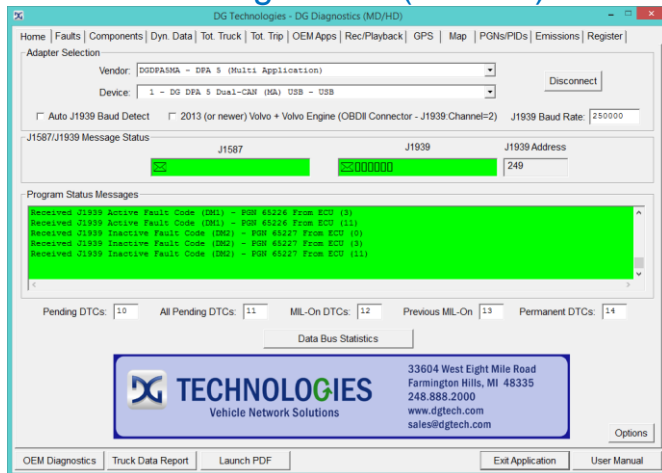 DG Technologies - DG Diagnostics (MD/HD)
Home | Faults | Components | Dyn. Data | Tot. Truck | Tot. Trip | OEM Apps | Rec/Playback | GPS | Map | PGNs/PIDs | Emissions | Register |
Adapter Selection
Vendor: DGDPA5MA - DPA 5 (Multi Application)
Disconnect
Device: 1 - DG DPA 5 Dual-CAN (MA) USB - USB
Auto J1939 Baud Detect 2013 (or newer) Volvo + Volvo Engine (OBDII Connector - J1939:Channel=2) J1939 Baud Rate: 250000
J1587/J1939 Message Status
J1587 J1939 J1939 Address
249
Program Status Messages
Received J1939 Active Fault Code (DM1) - PGN 65226 From ECU (3)
Received J1939 Active Fault Code (DM1) - PGN 65226 From ECU (11)
Received J1939 Inactive Fault Code (DM2) - PGN 65227 From ECU (0)
Received J1939 Inactive Fault Code (DM2) - PGN 65227 From ECU (3)
Received J1939 Inactive Fault Code (DM2) - PGN 65227 From ECU (11)
Pending DTCs: 10 All Pending DTCs: 11 MIL-On DTCs: 12 Previous MIL-On 13 Permanent DTCs: 14
Data Bus Statistics
DG TECHNOLOGIES
Vehicle Network Solutions
33604 West Eight Mile Road
Farmington Hills, MI 48335
248.888.2000
www.dgtech.com
sales@dgtech.com
Options
OEM Diagnostics Truck Data Report Launch PDF Exit Application User Manual